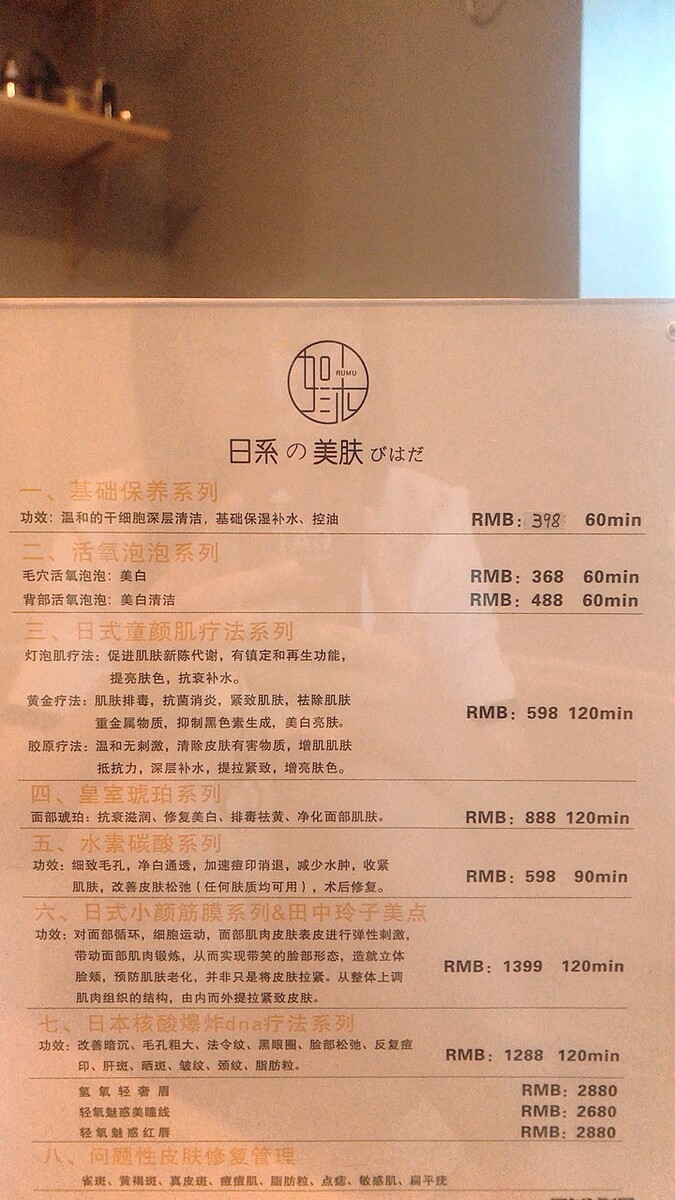 如沐
RUMU
日系の美肤びはだ
一、基础保养系列
功效：温和的干细胞深层清洁，基础保湿补水、控油 RMB：398 60min
二、活氧泡泡系列
毛穴活氧泡泡：美白 RMB：368 60min
背部活氧泡泡：美白清洁 RMB：488 60min
三、日式童颜肌疗法系列
灯泡肌疗法：促进肌肤新陈代谢，有镇定和再生功能，
提亮肤色，抗衰补水。
黄金疗法：肌肤排毒，抗菌消炎，紧致肌肤，祛除肌肤
重金属物质，抑制黑色素生成，美白亮肤。 RMB：598 120min
胶原疗法：温和无刺激，清除皮肤有害物质，增肌肌肤
抵抗力，深层补水，提拉紧致，增亮肤色。
四、皇室琥珀系列
面部琥珀：抗衰滋润、修复美白、排毒祛黄、净化面部肌肤。 RMB：888 120min
五、水素碳酸系列
功效：细致毛孔，净白通透，加速痘印消退，减少水肿，收紧
肌肤，改善皮肤松弛（任何肤质均可用），术后修复。 RMB：598 90min
六、日式小颜筋膜系列&田中玲子美点
功效：对面部循环，细胞运动，面部肌肉皮肤表皮进行弹性刺激，
带动面部肌肉锻炼，从而实现带笑的脸部形态，造就立体
脸颊，预防肌肤老化，并非只是将皮肤拉紧。从整体上调 RMB：1399 120min
肌肉组织的结构，由内而外提拉紧致皮肤。
七、日本核酸爆炸dna疗法系列
功效：改善暗沉、毛孔粗大、法令纹、黑眼圈、脸部松弛、反复痘
印、肝斑、晒斑、皱纹、颈纹、脂肪粒。 RMB：1288 120min
氢氧轻奢眉 RMB：2880
轻氧魅惑美瞳线 RMB：2680
轻氧魅惑红唇 RMB：2880
八、问题性皮肤修复管理
雀斑、黄褐斑、真皮斑、痘痘肌、脂肪粒、点痣、敏感肌、扁平疣